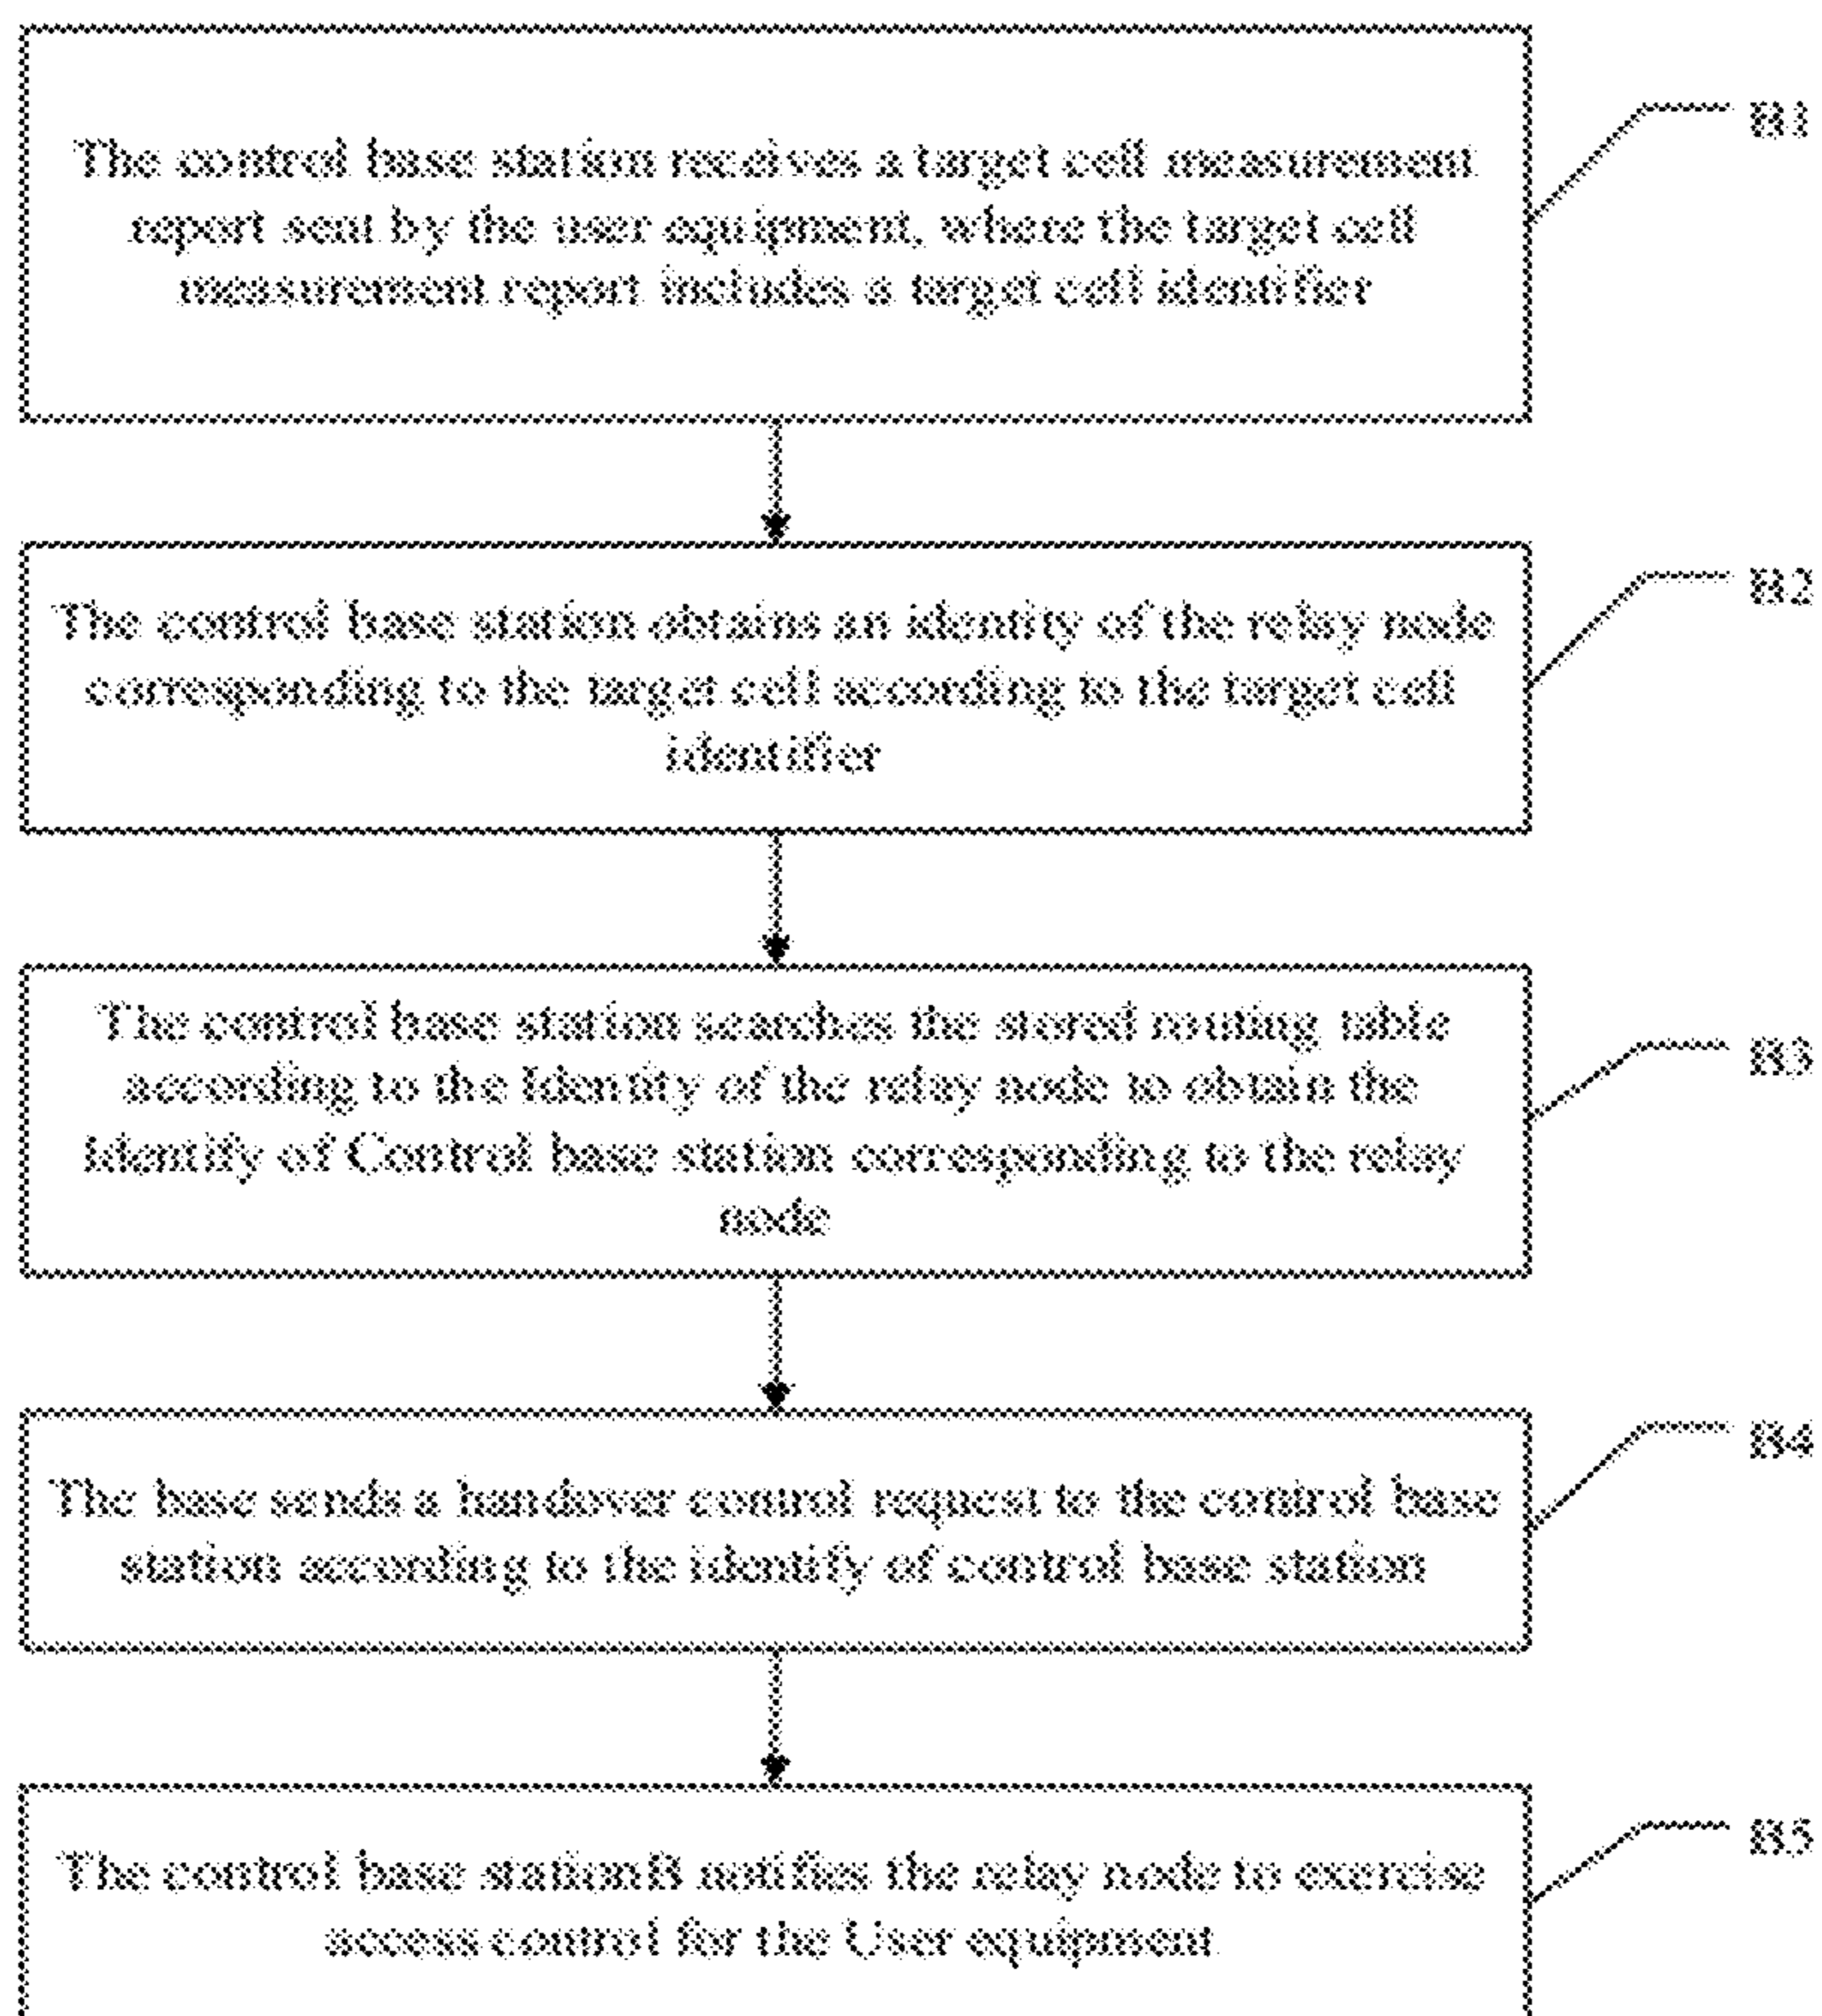 The control base station receives a target cell measurement
report sent by the user equipment, where the target cell
measurement report includes a target cell identifier
B1
The control base station obtains an identity of the relay node
corresponding to the target cell according to the target cell
identifier
B2
The control base station searches the stored routing table
according to the Identity of the relay node to obtain the
identify of Control base station corresponding to the relay
node
B3
The base sends a handover control request to the control base
station according to the identify of control base station
B4
The control base stationB notifies the relay node to exercise
access control for the User equipment
B5